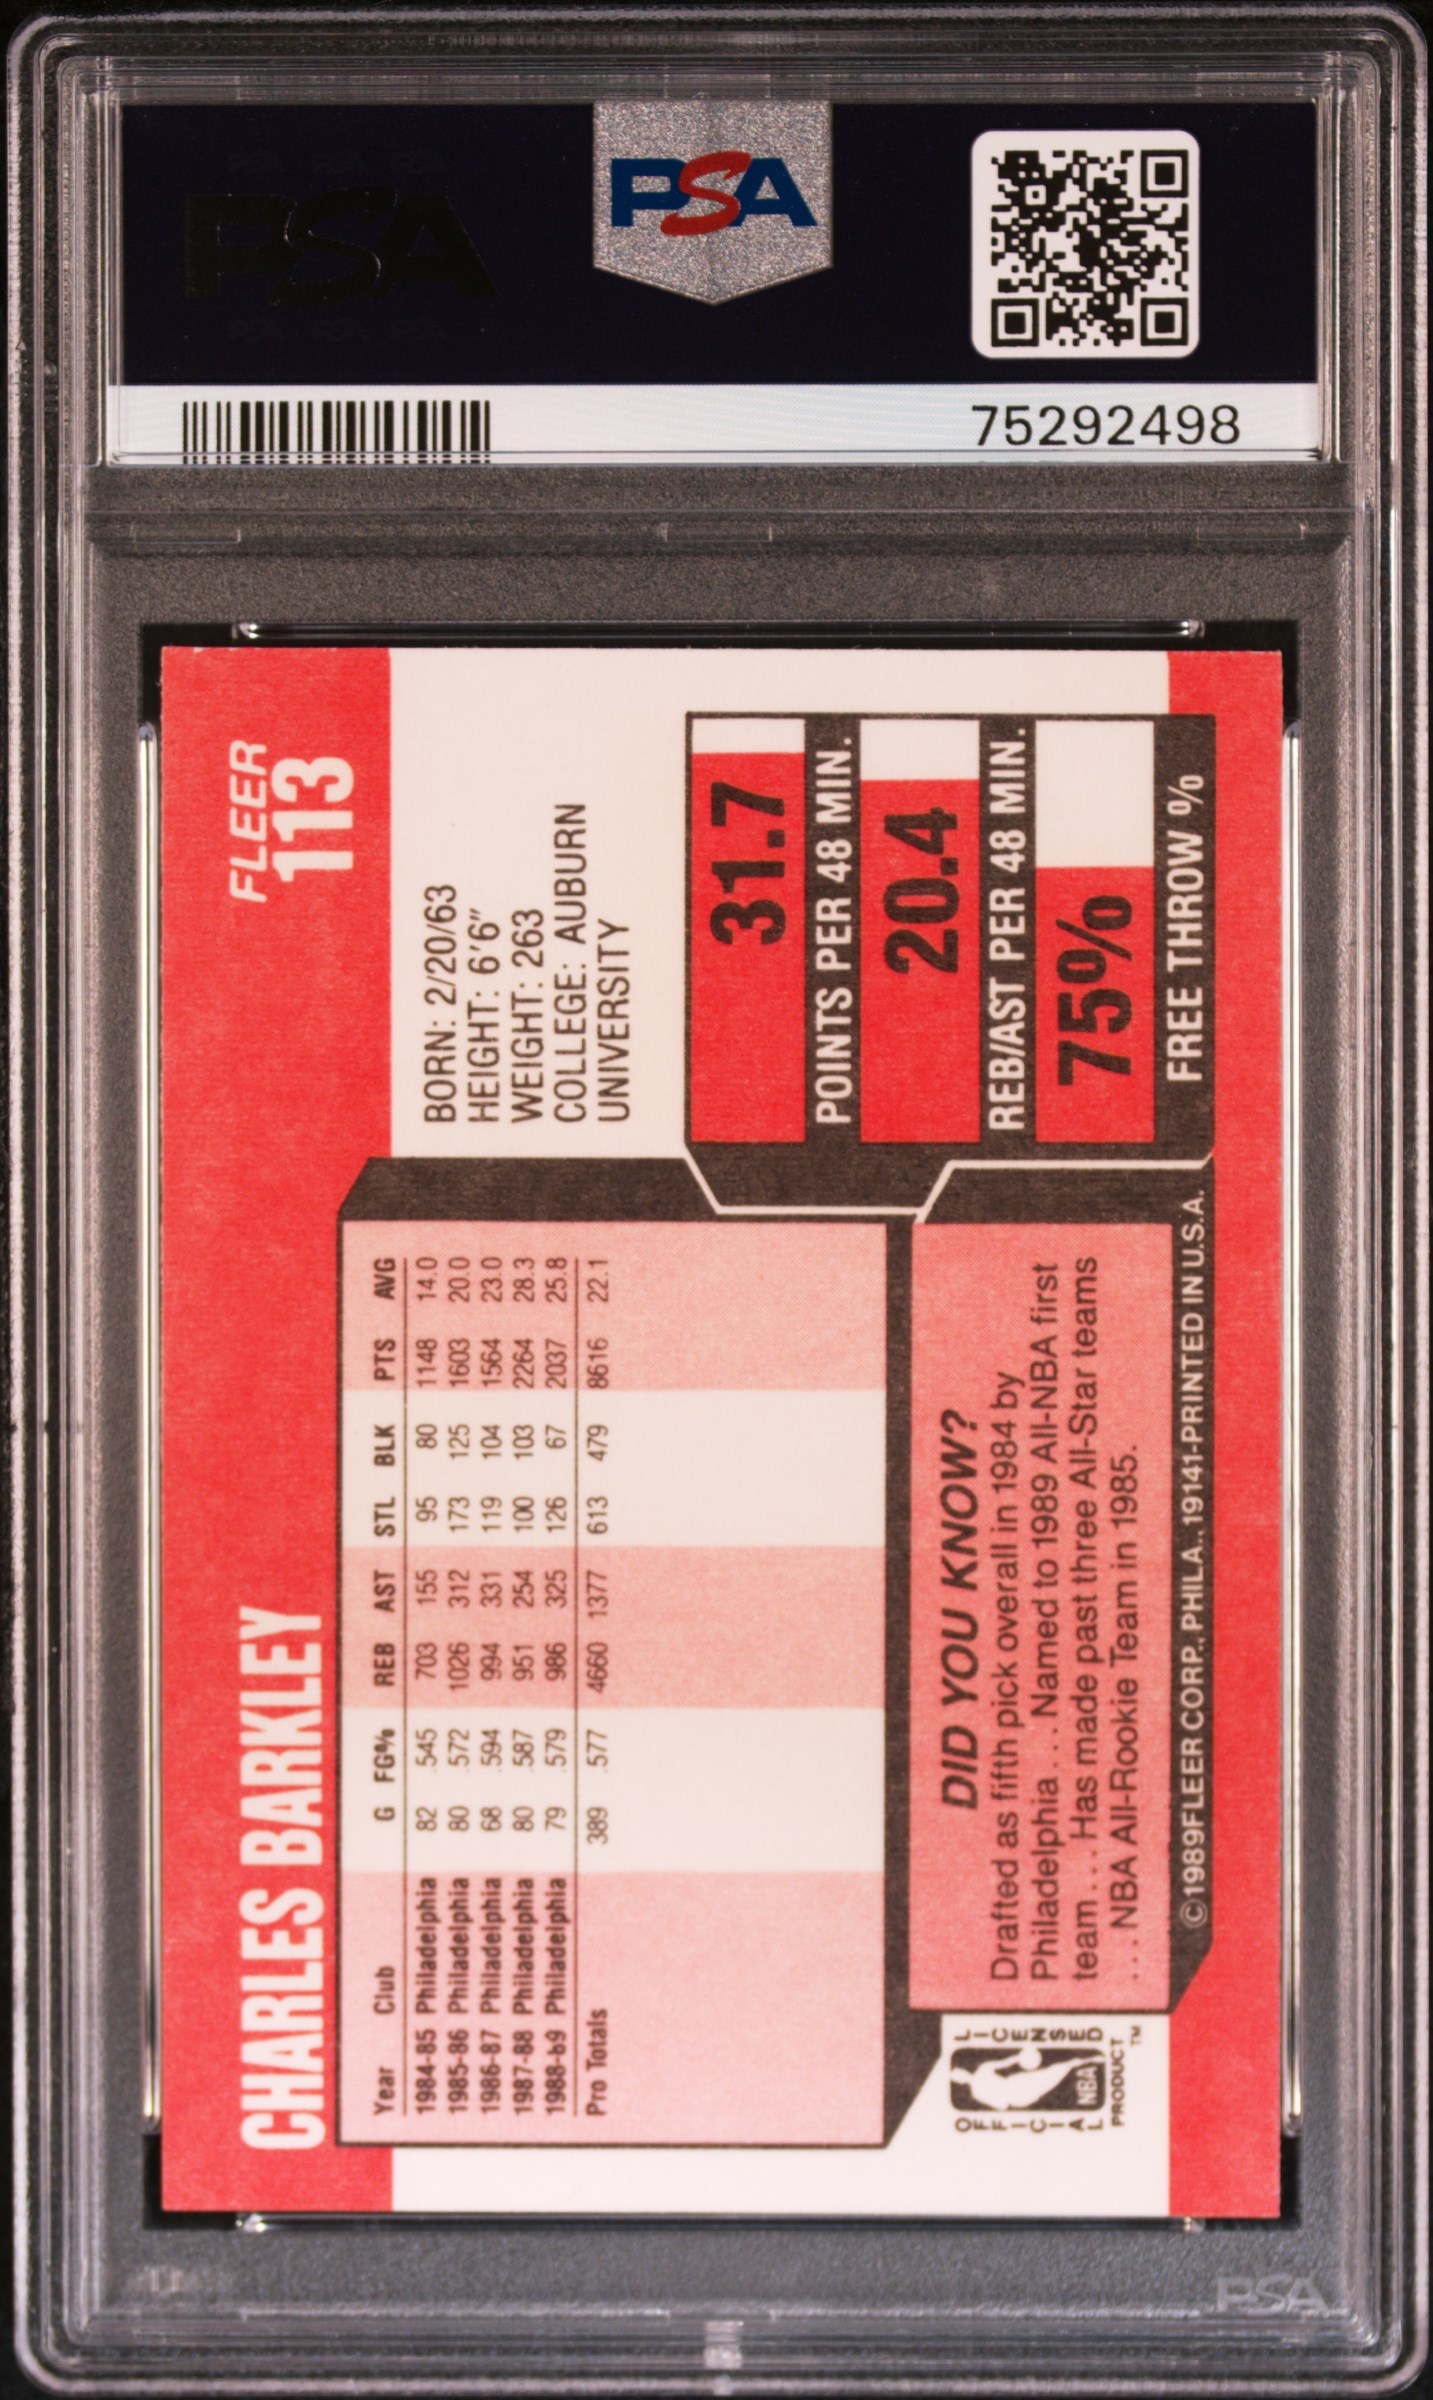 PSA
PSA
75292498
FLEER
113
CHARLES BARKLEY
BORN: 2/20/63
HEIGHT: 6'6"
WEIGHT: 263
COLLEGE: AUBURN
UNIVERSITY
Year Club G FG% REB AST STL BLK PTS AVG
1984-85 Philadelphia 82 .545 703 155 95 80 1148 14.0
1985-86 Philadelphia 80 .572 1026 312 173 125 1603 20.0
1986-87 Philadelphia 68 .594 994 331 119 104 1564 23.0
1987-88 Philadelphia 80 .587 951 254 100 103 2264 28.3
1988-89 Philadelphia 79 .579 986 325 126 67 2037 25.8
Pro Totals 389 .577 4660 1377 613 479 8616 22.1
31.7
POINTS PER 48 MIN.
20.4
REB/AST PER 48 MIN.
75%
FREE THROW %
DID YOU KNOW?
Drafted as fifth pick overall in 1984 by
Philadelphia . . . Named to 1989 All-NBA first
team . . . Has made past three All-Star teams
. . . NBA All-Rookie Team in 1985.
OFFICIAL
NBA
LICENSED
PRODUCT
TM
©1989FLEER CORP., PHILA., 19141-PRINTED IN U.S.A.
PSA